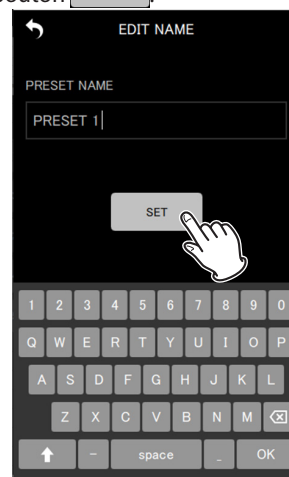 EDIT NAME
PRESET NAME
PRESET 1
SET
1 2 3 4 5 6 7 8 9 0
Q W E R T Y U I O P
A S D F G H J K L
Z X C V B N M
- space _ OK